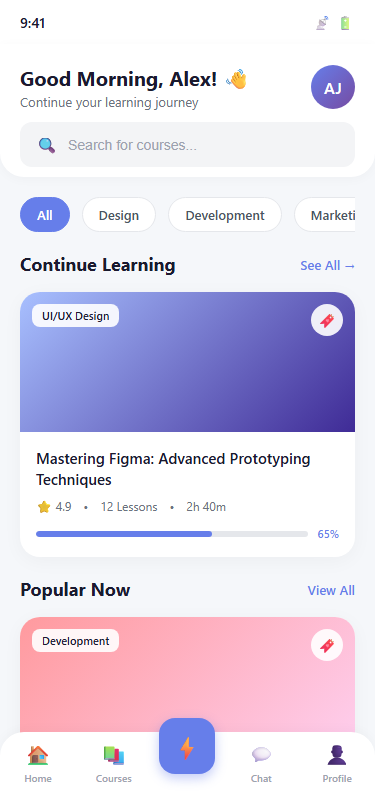 9:41
Good Morning, Alex! 👋
Continue your learning journey
AJ
🔍 Search for courses...
All
Design
Development
Marketi
Continue Learning
See All →
UI/UX Design
Mastering Figma: Advanced Prototyping
Techniques
⭐ 4.9 • 12 Lessons • 2h 40m
65%
Popular Now
View All
Development
Home
Courses
Chat
Profile